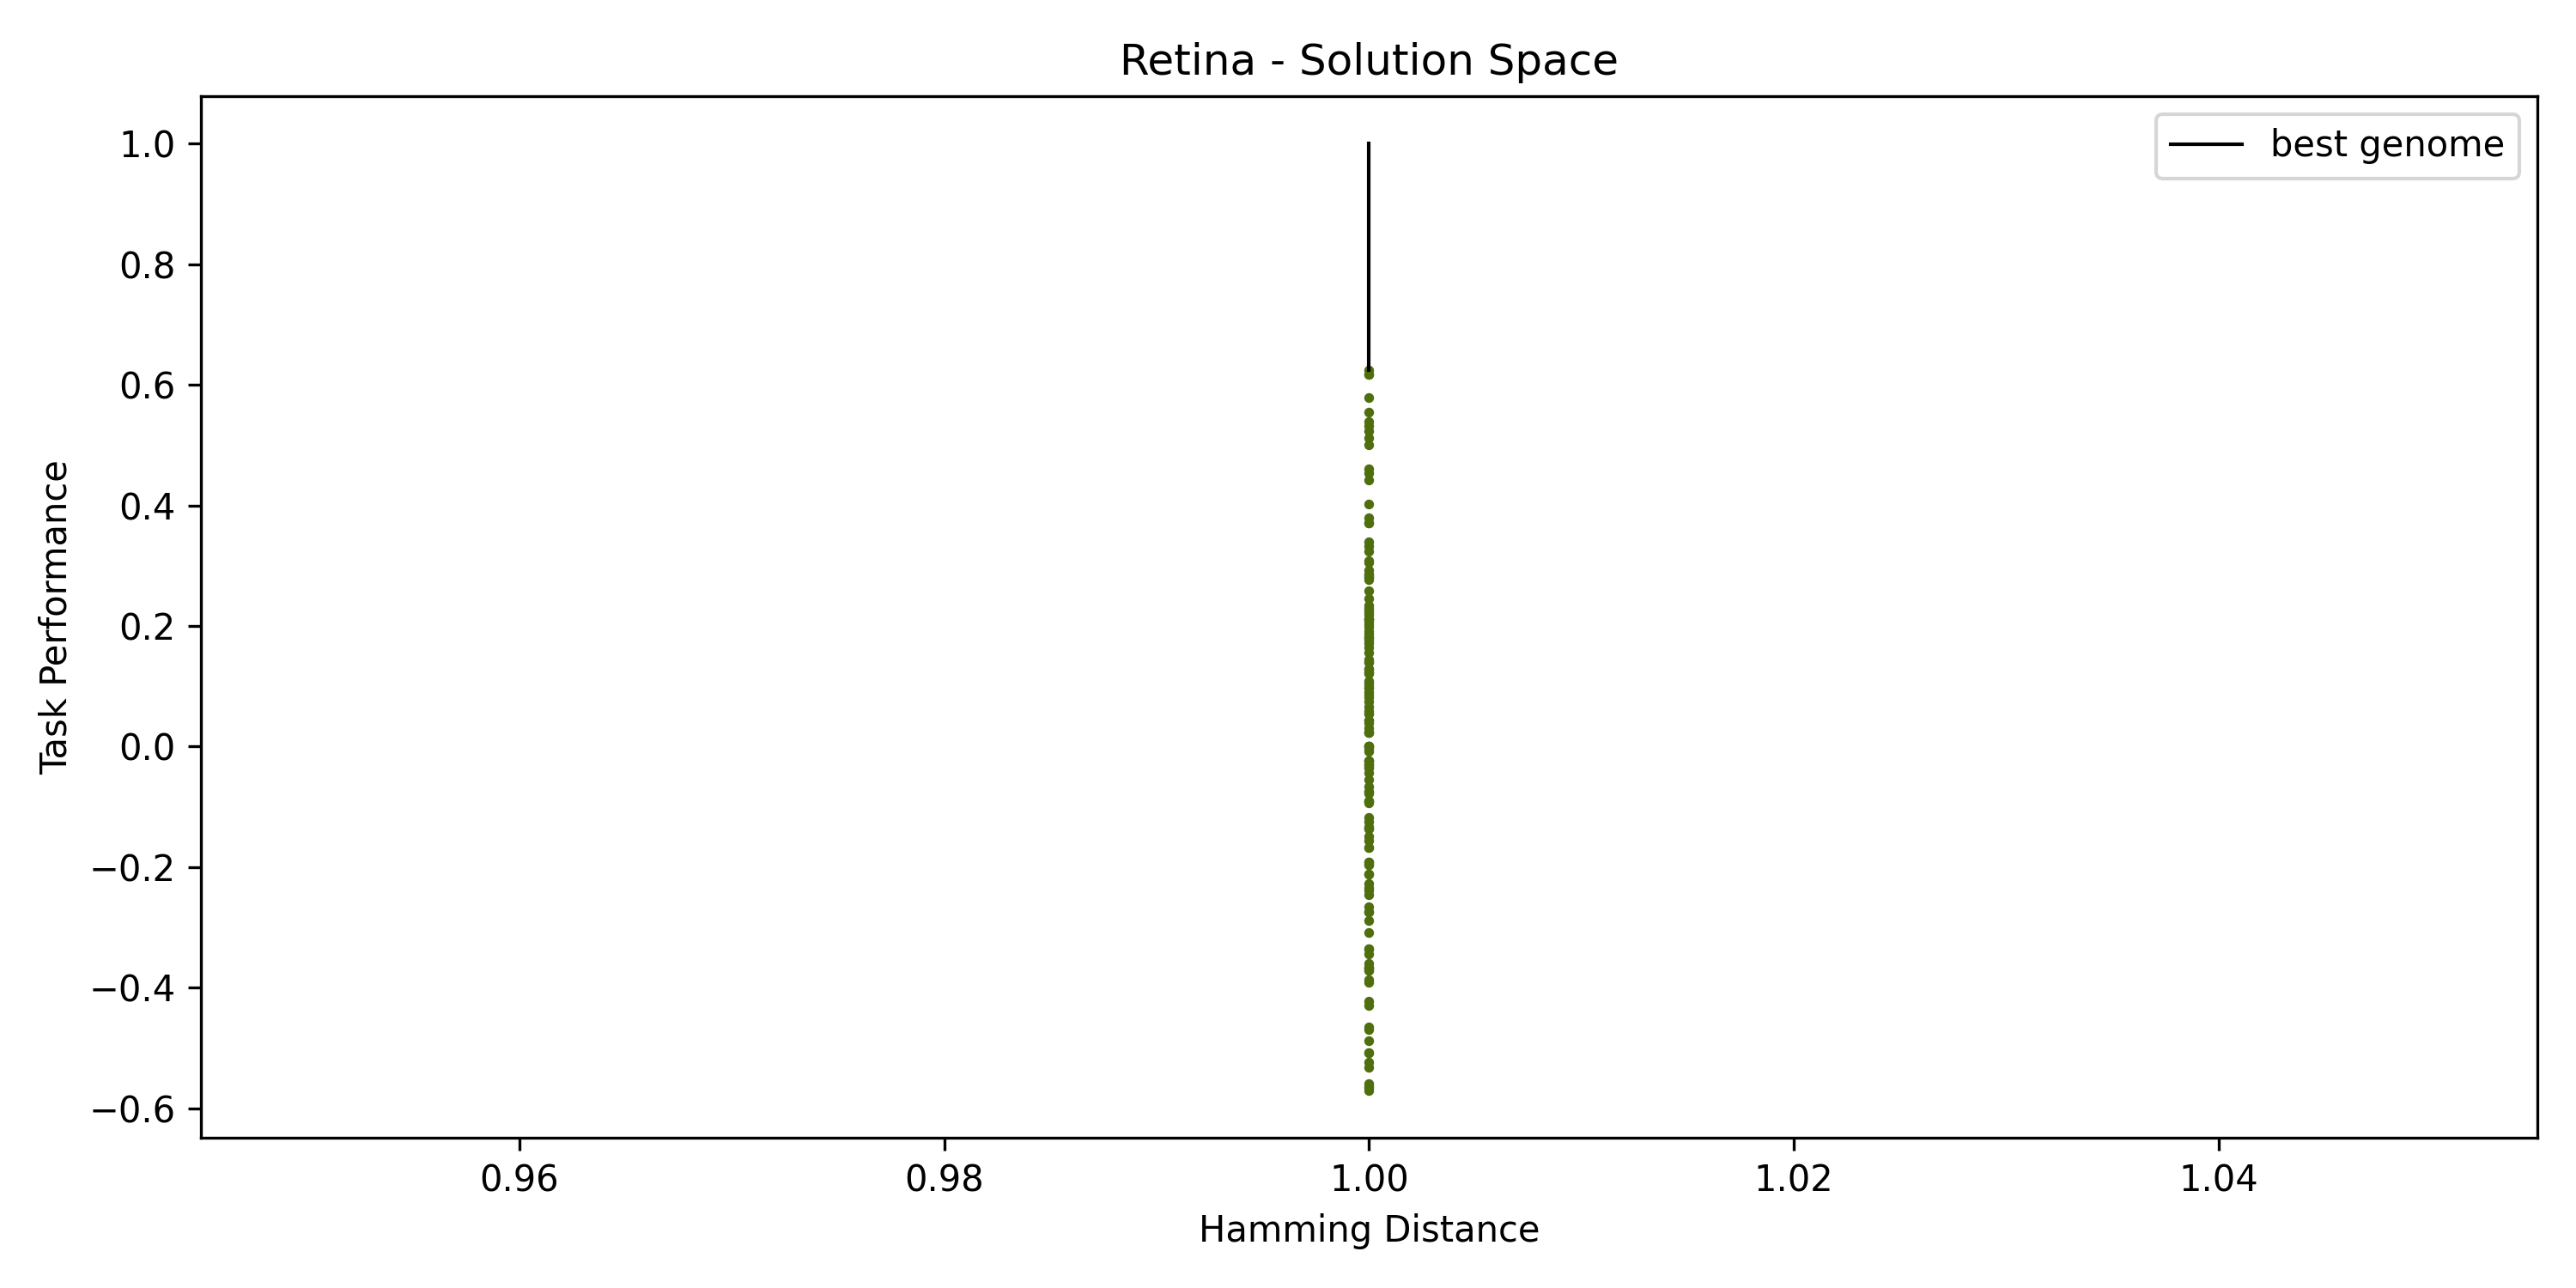 Retina - Solution Space
best genome
Task Performance
1.0
0.8
0.6
0.4
0.2
0.0
−0.2
−0.4
−0.6
0.96 0.98 1.00 1.02 1.04
Hamming Distance